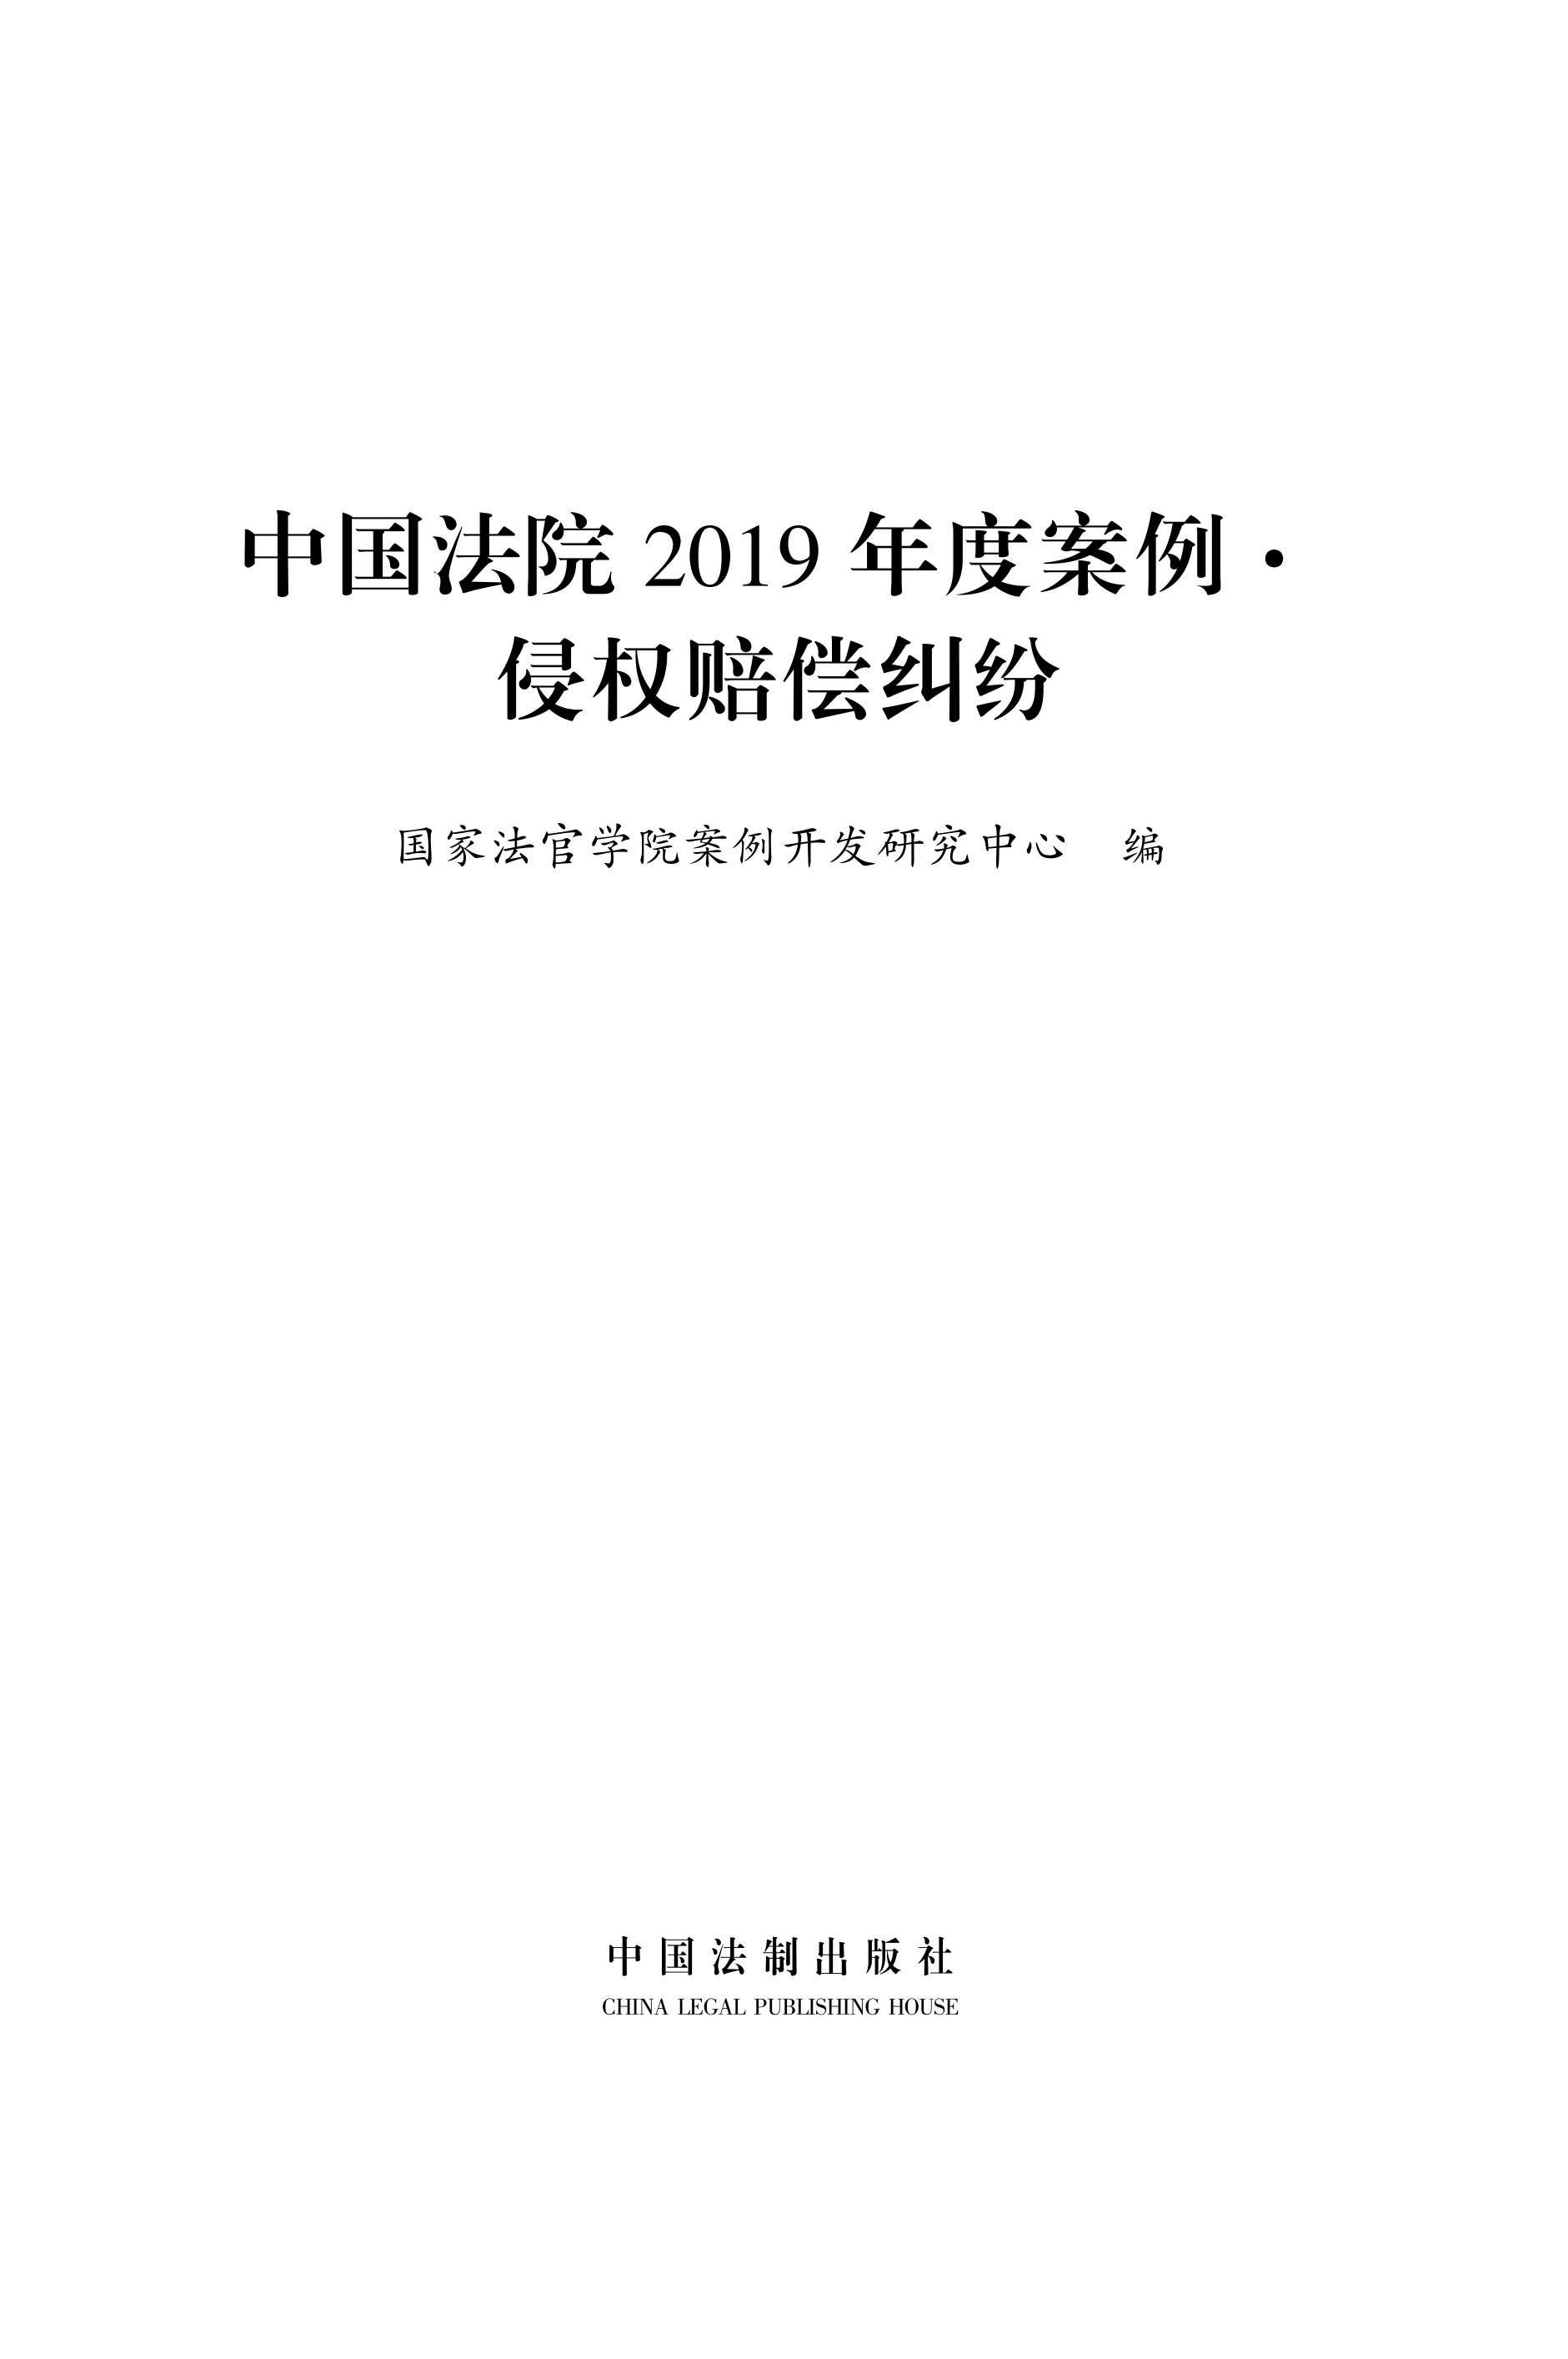 中国法院 2019 年度案例·
侵权赔偿纠纷
国家法官学院案例开发研究中心 编
中国法制出版社
CHINA LEGAL PUBLISHING HOUSE